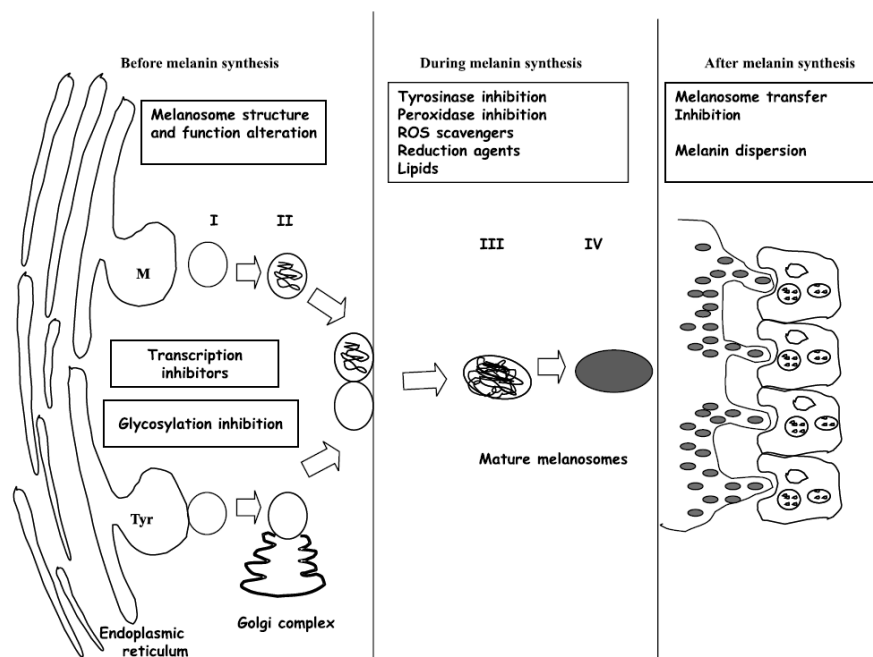 Before melanin synthesis
Melanosome structure
and function alteration
I
II
M
Transcription
inhibitors
Glycosylation inhibition
Tyr
Golgi complex
Endoplasmic
reticulum
During melanin synthesis
Tyrosinase inhibition
Peroxidase inhibition
ROS scavengers
Reduction agents
Lipids
III
IV
Mature melanosomes
After melanin synthesis
Melanosome transfer
Inhibition
Melanin dispersion